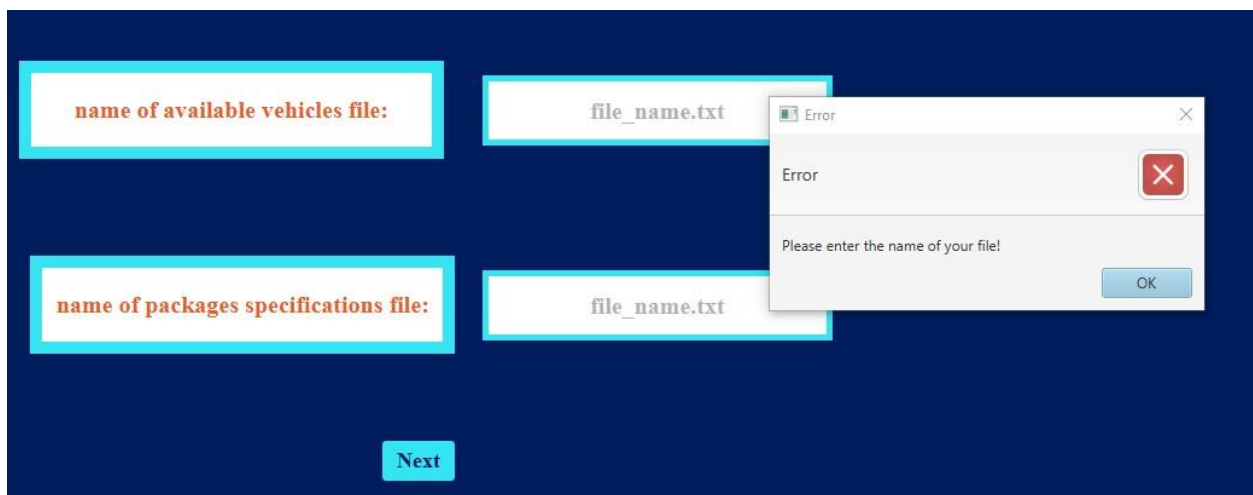 name of available vehicles file:
file_name.txt
Error
Error
Please enter the name of your file!
OK
name of packages specifications file:
file_name.txt
Next